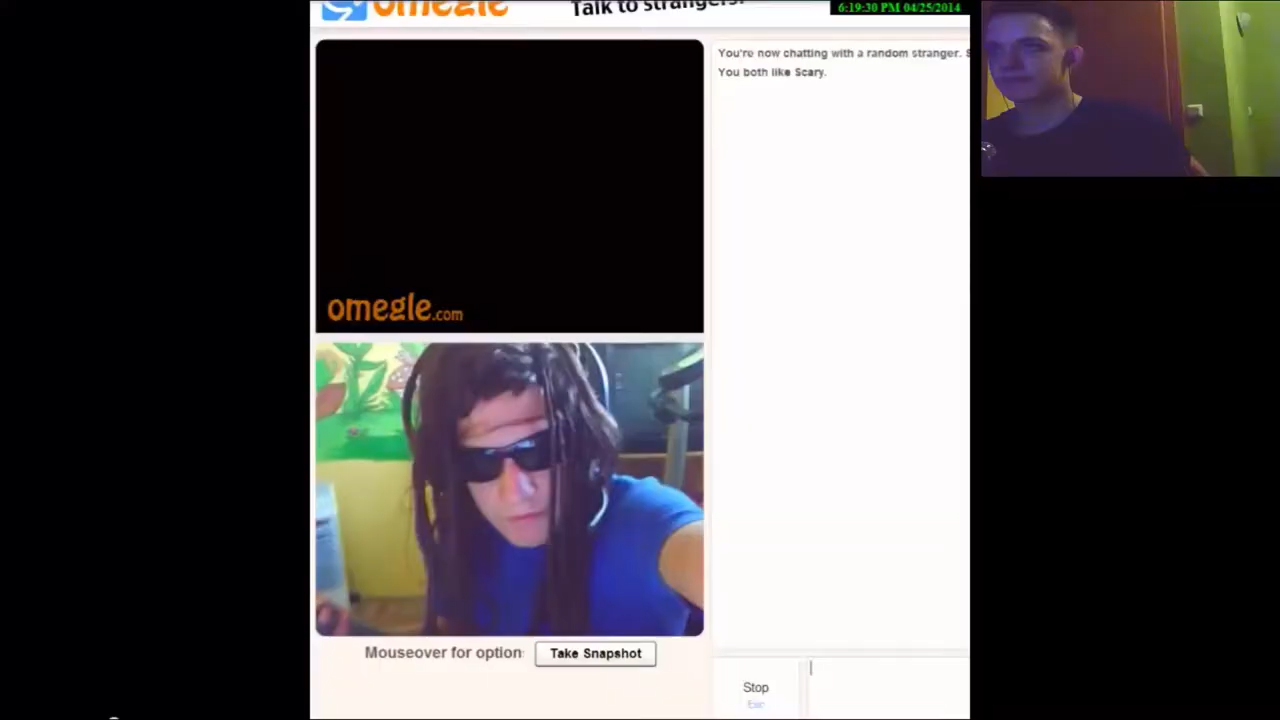 omegle
Talk to strangers!
6:19:30 PM 04/25/2014
You're now chatting with a random stranger.
You both like Scary.
omegle.com
Mouseover for option
Take Snapshot
Stop
Esc